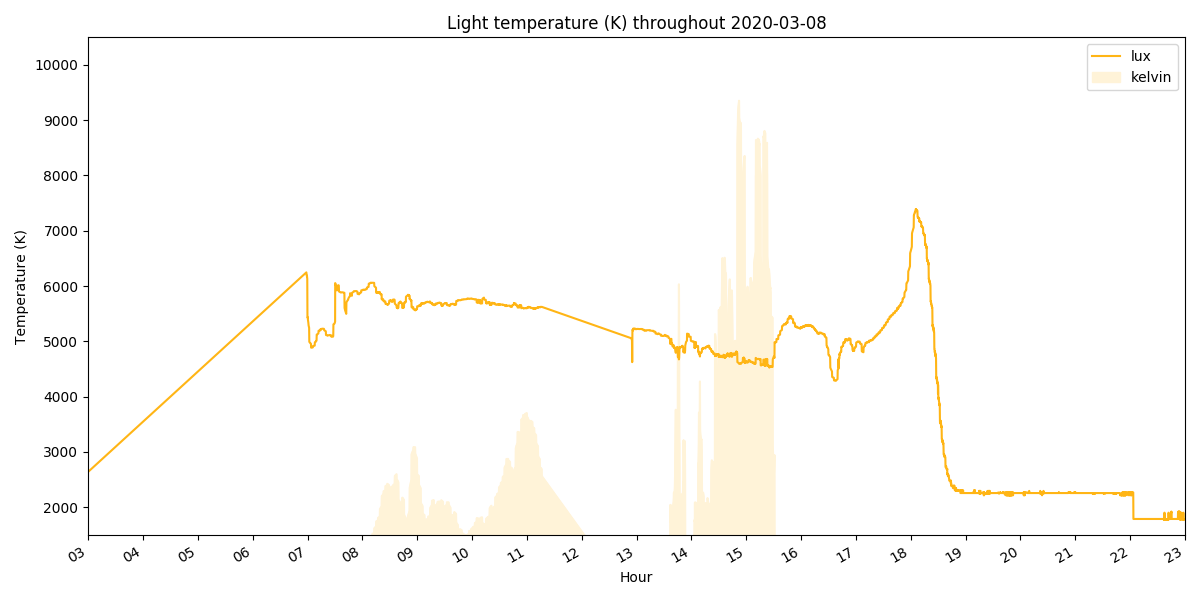 Light temperature (K) throughout 2020-03-08
lux
kelvin
Temperature (K)
10000
9000
8000
7000
6000
5000
4000
3000
2000
03 04 05 06 07 08 09 10 11 12 13 14 15 16 17 18 19 20 21 22 23
Hour